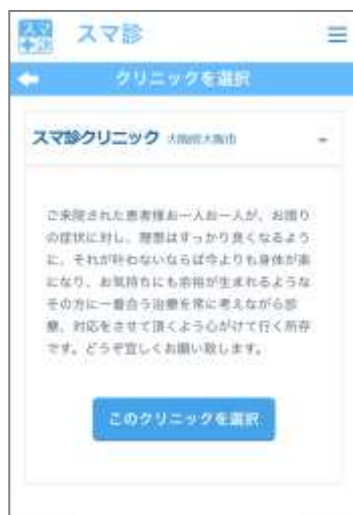 スマ診
スマ診
クリニックを選択
スマ診クリニック 大阪府大阪市
ご来院された患者様お一人お一人が、お困り
の症状に対し、理想はすっかり良くなるよう
に、それが叶わないならば今よりも身体が楽
になり、お気持ちにも余裕が生まれるような
その方に一番合う治療を常に考えながら診
療、対応をさせて頂くよう心がけて行く所存
です。どうぞ宜しくお願い致します。
このクリニックを選択